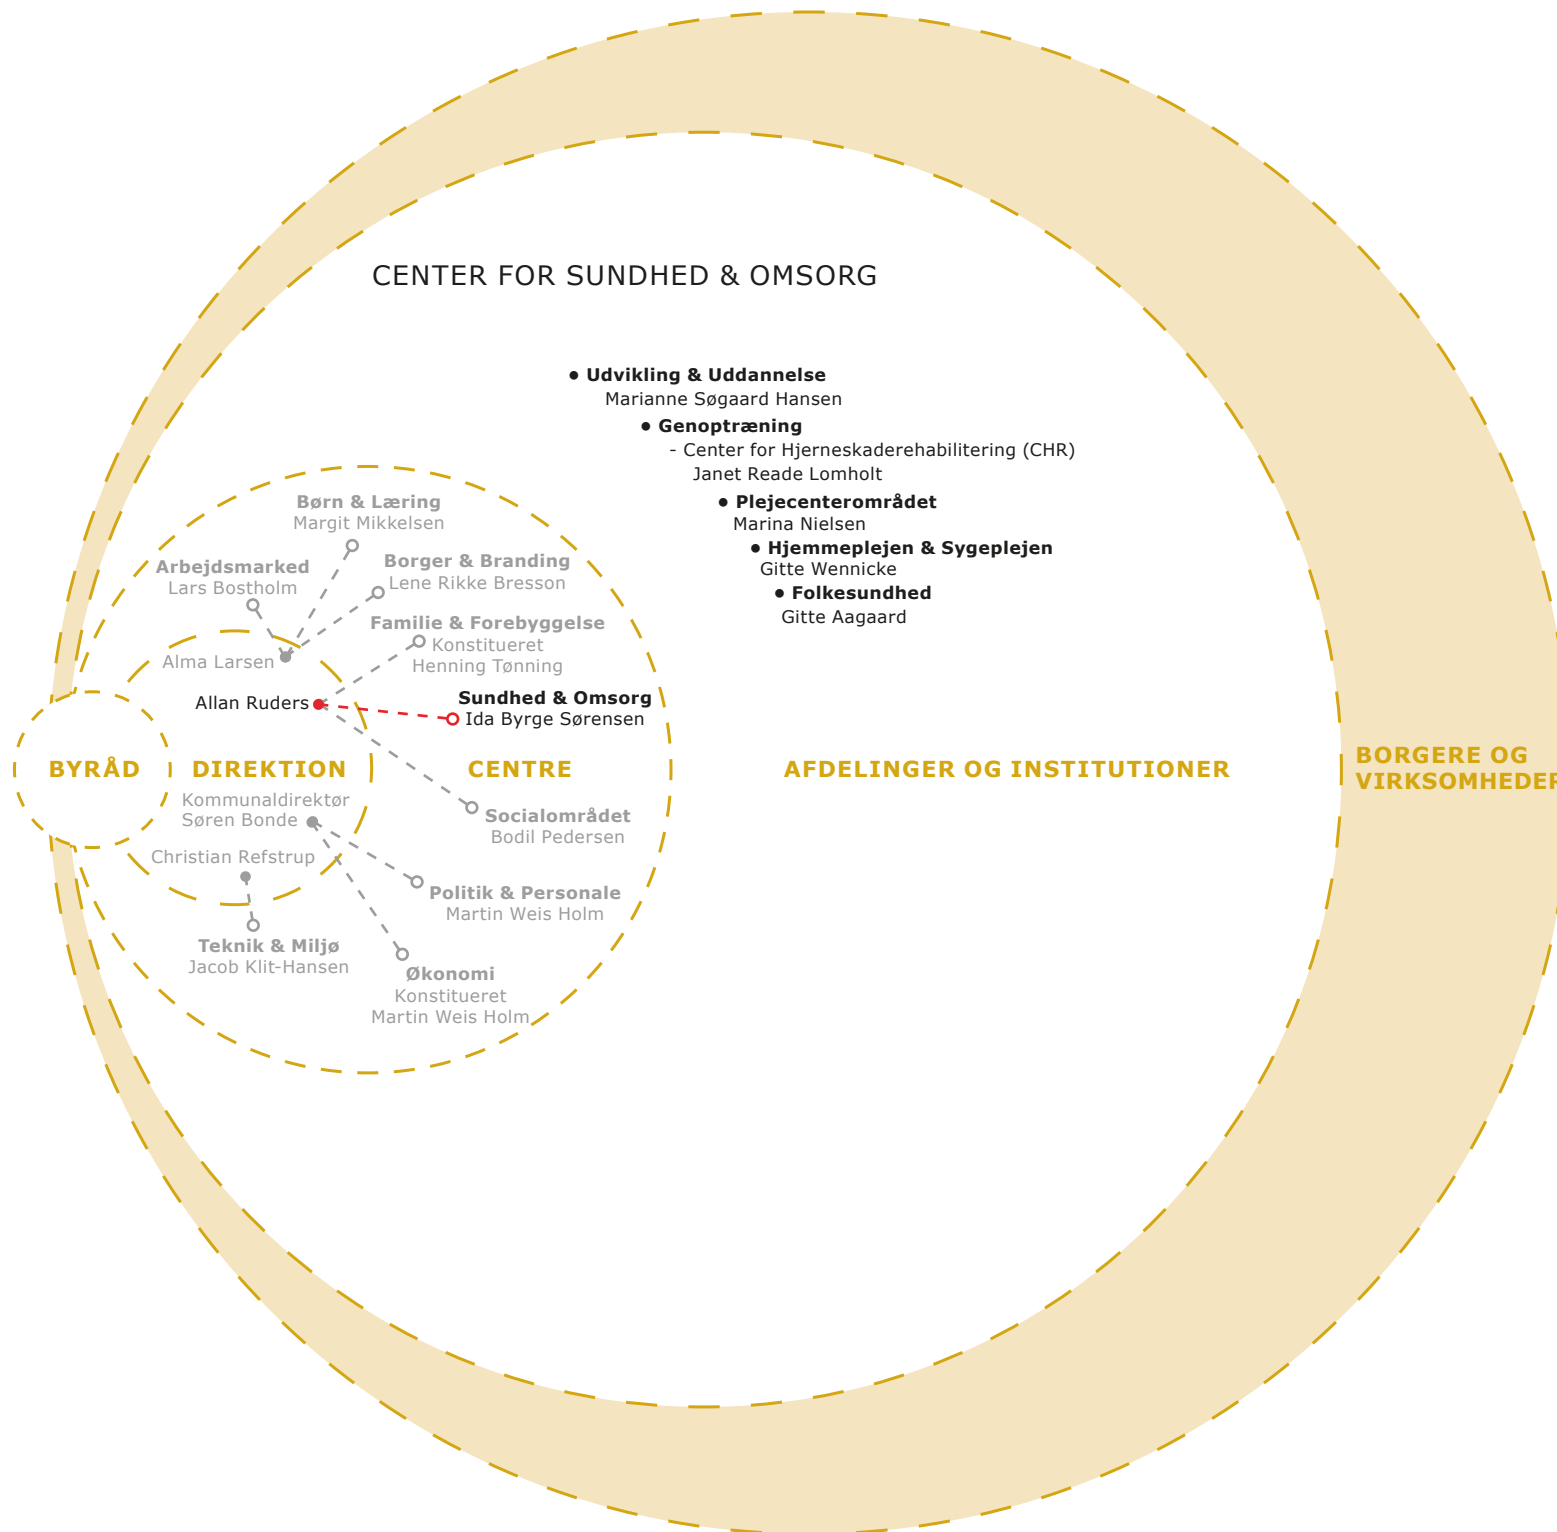 CENTER FOR SUNDHED & OMSORG
• Udvikling & Uddannelse
Marianne Søgaard Hansen
• Genoptræning
- Center for Hjerneskaderehabilitering (CHR)
Janet Reade Lomholt
• Plejecenterområdet
Marina Nielsen
• Hjemmeplejen & Sygeplejen
Gitte Wennicke
• Folkesundhed
Gitte Aagaard
Børn & Læring
Margit Mikkelsen
Arbejdsmarked
Lars Bostholm
Borger & Branding
Lene Rikke Bresson
Familie & Forebyggelse
Konstitueret
Henning Tønning
Alma Larsen
Allan Ruders
Sundhed & Omsorg
Ida Byrge Sørensen
BYRÅD
DIREKTION
CENTRE
AFDELINGER OG INSTITUTIONER
BORGERE OG
VIRKSOMHEDER
Kommunaldirektør
Søren Bonde
Christian Refstrup
Socialområdet
Bodil Pedersen
Politik & Personale
Martin Weis Holm
Teknik & Miljø
Jacob Klit-Hansen
Økonomi
Konstitueret
Martin Weis Holm